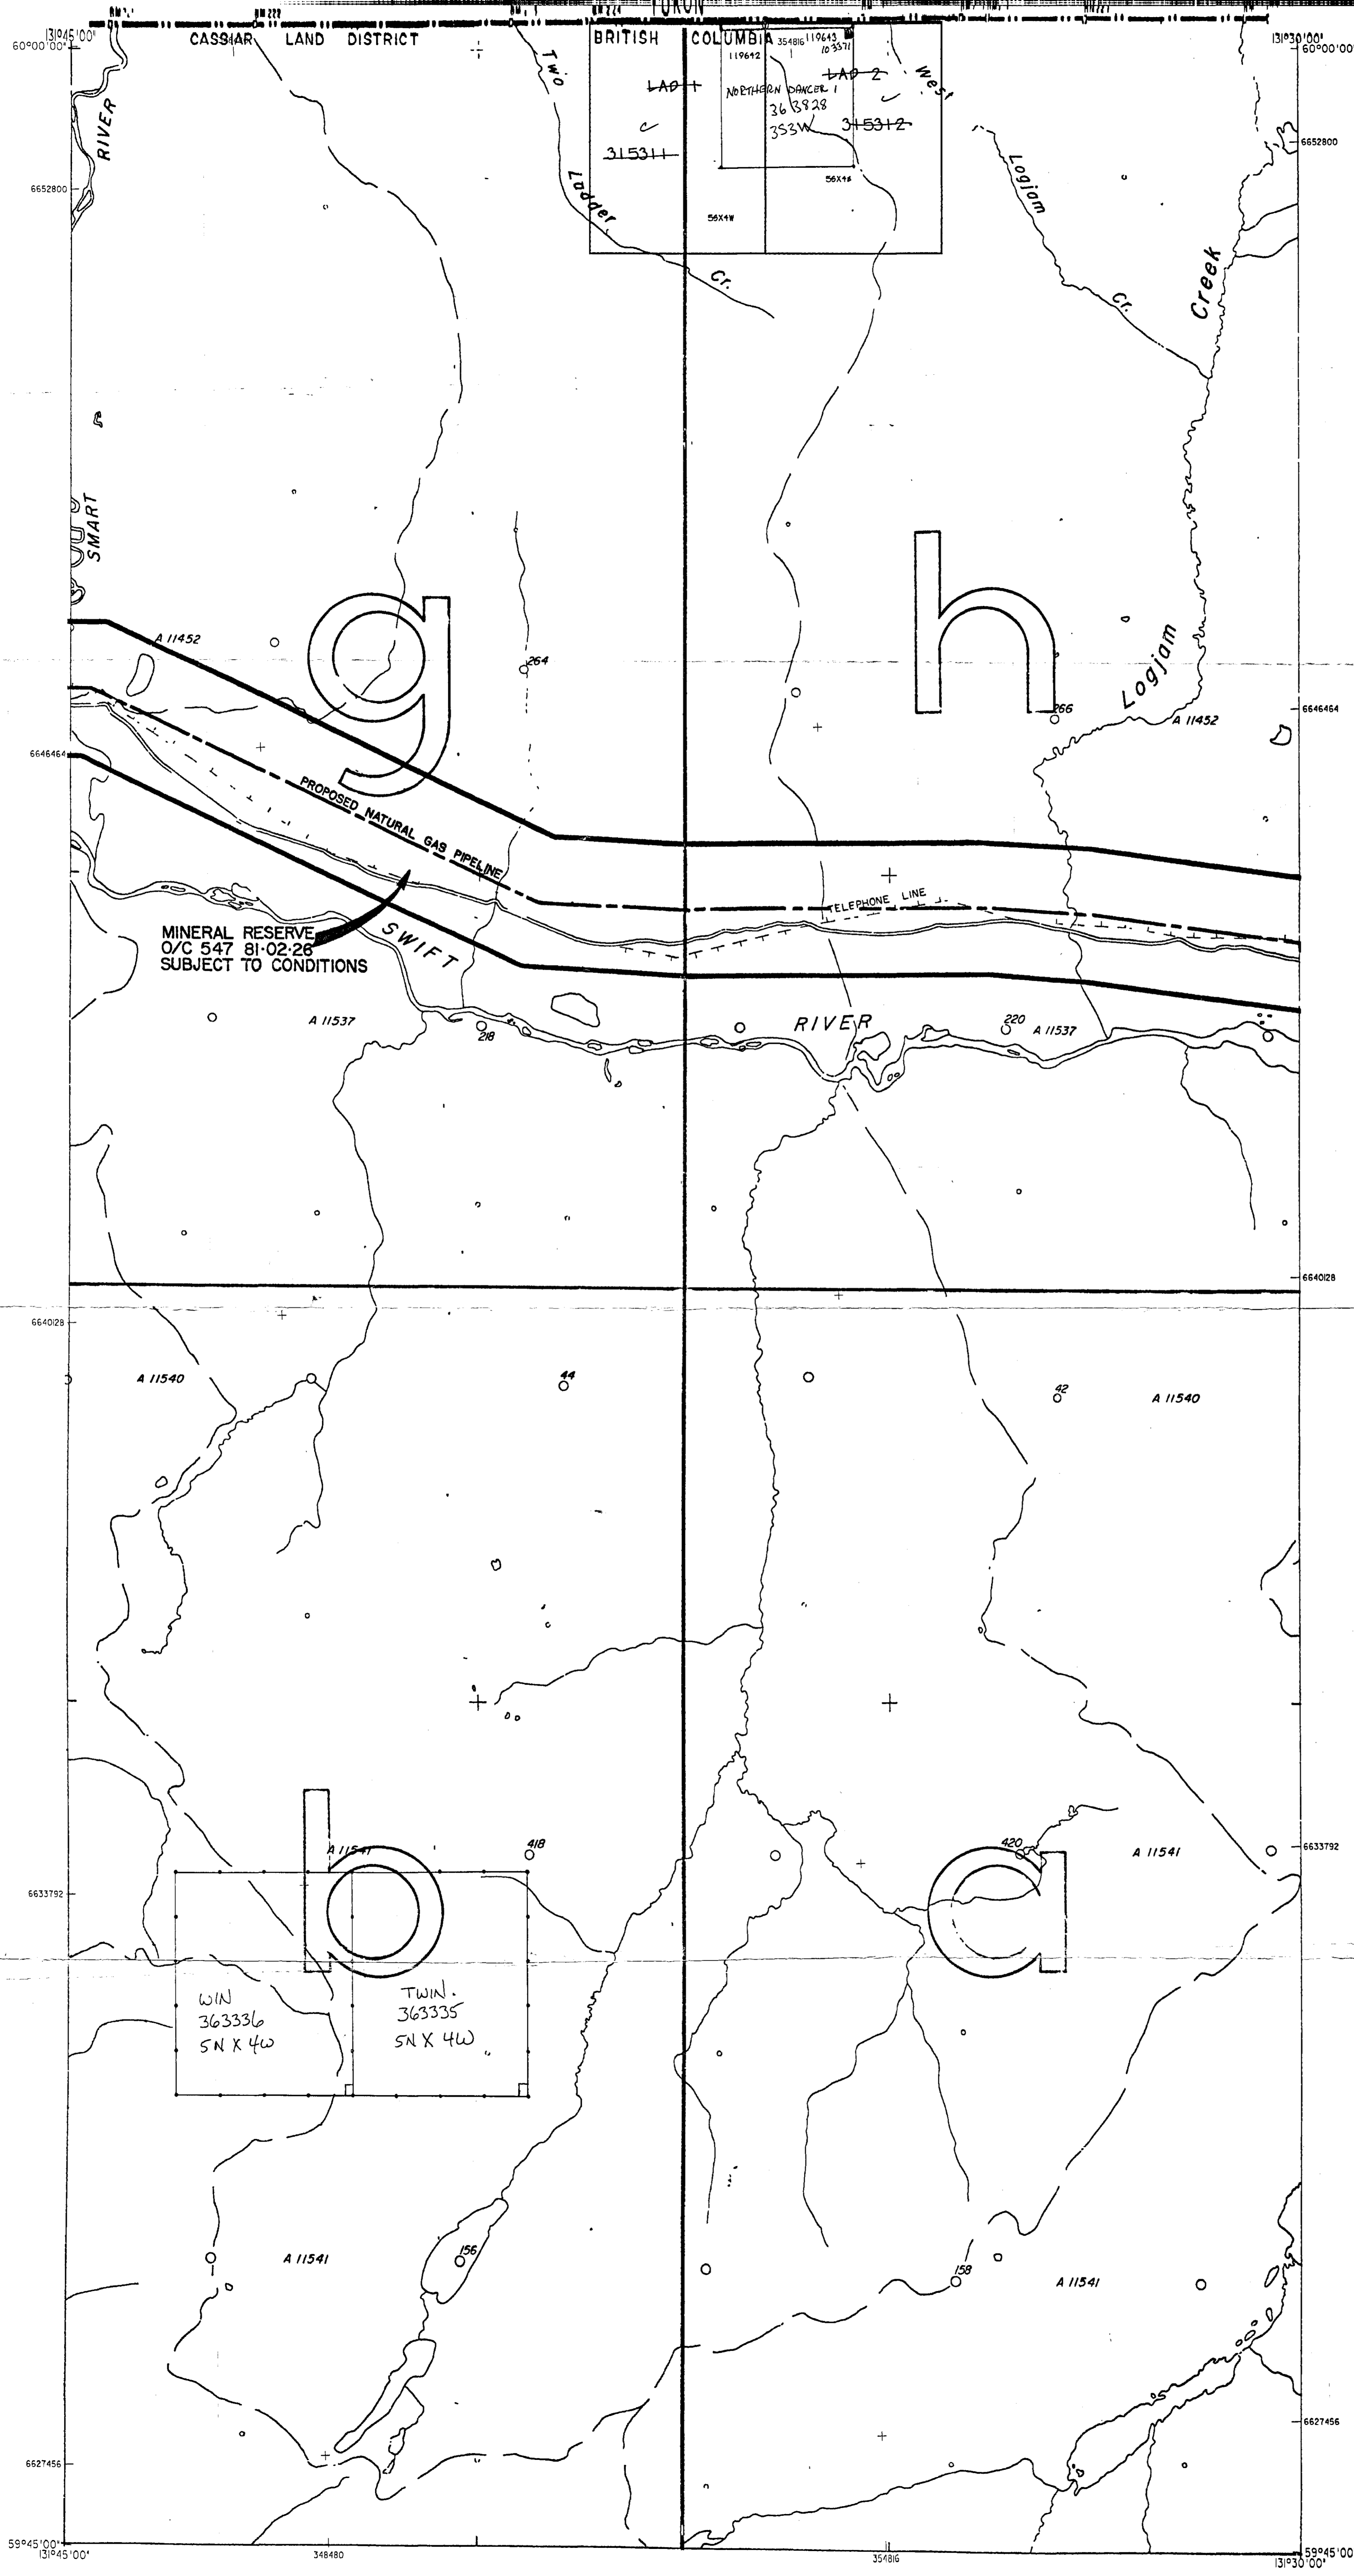 YUKON
131°45'00"
60°00'00"
CASSIAR LAND DISTRICT
BRITISH COLUMBIA
354816
119643
103371
119642
131°30'00"
60°00'00"
RIVER
Two
Ladder
Cr.
LAD 1
315311
NORTHERN DANCER 1
363828
3S3W
LAD 2
315312
56X4W
56X4E
West
Logjam
Cr.
Creek
6652800
6652800
SMART
g
h
A 11452
264
266
Logjam
A 11452
6646464
6646464
PROPOSED NATURAL GAS PIPELINE
TELEPHONE LINE
MINERAL RESERVE
O/C 547 81·02·26
SUBJECT TO CONDITIONS
SWIFT
RIVER
A 11537
218
220
A 11537
6640128
6640128
A 11540
44
42
A 11540
b
a
A 11541
418
420
A 11541
6633792
6633792
WIN
363336
5N X 4W
TWIN.
363335
5N X 4W
A 11541
156
158
A 11541
6627456
6627456
59°45'00"
131°45'00"
348480
354816
59°45'00"
131°30'00"